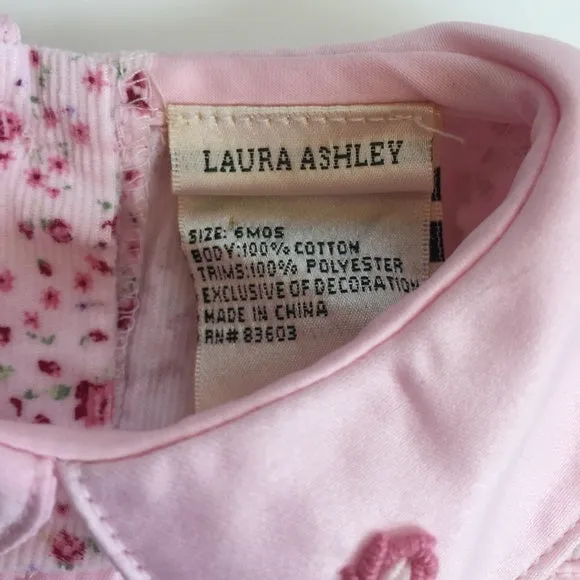 LAURA ASHLEY
SIZE: 6MOS
BODY:100% COTTON
TRIMS:100% POLYESTER
EXCLUSIVE OF DECORATION
MADE IN CHINA
RN# 83603